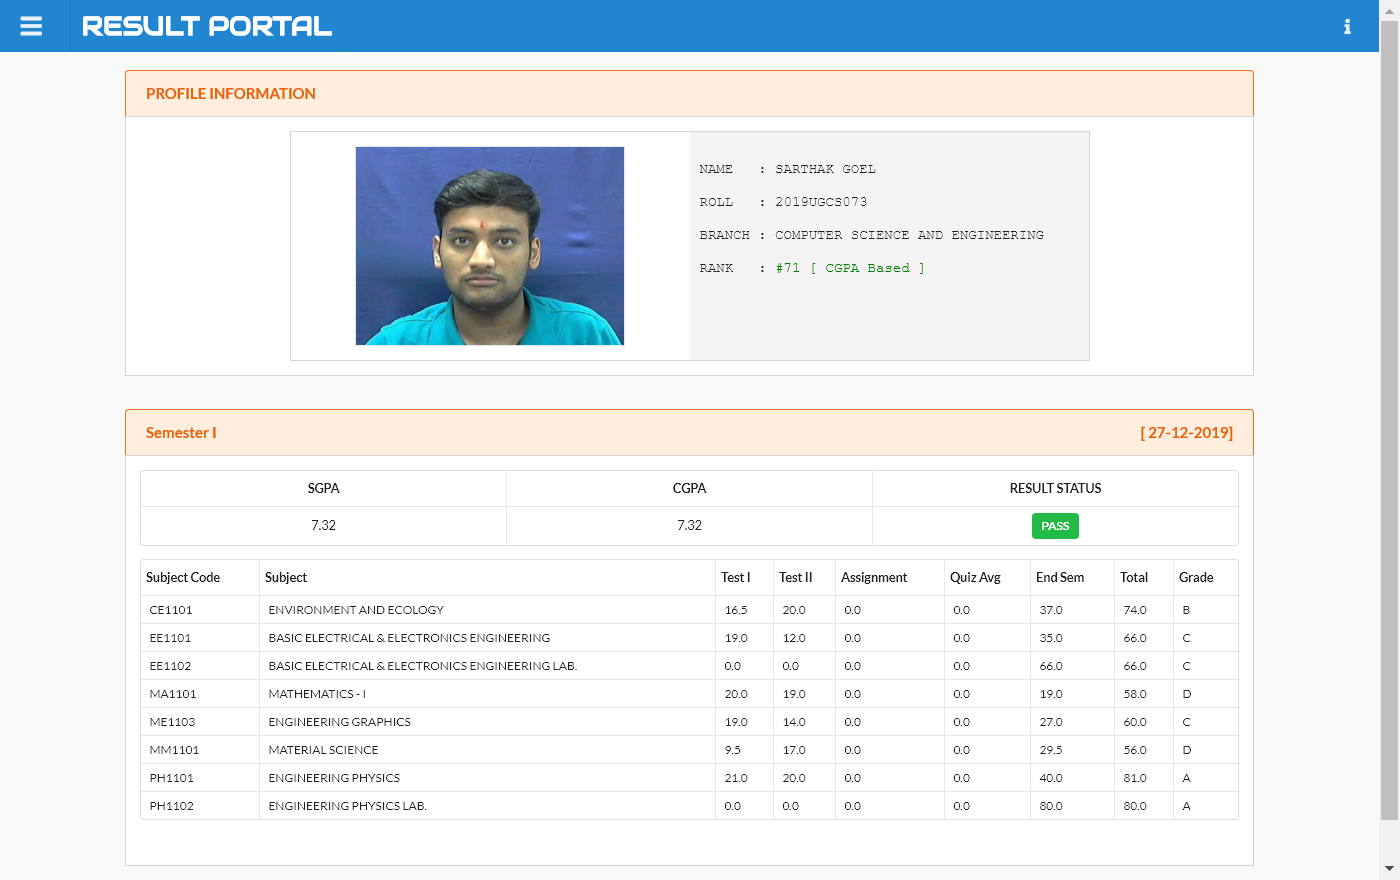 RESULT PORTAL
PROFILE INFORMATION
NAME : SARTHAK GOEL
ROLL : 2019UGCS073
BRANCH : COMPUTER SCIENCE AND ENGINEERING
RANK : #71 [ CGPA Based ]
Semester I [ 27-12-2019]
SGPA CGPA RESULT STATUS
7.32 7.32 PASS
Subject Code Subject Test I Test II Assignment Quiz Avg End Sem Total Grade
CE1101 ENVIRONMENT AND ECOLOGY 16.5 20.0 0.0 0.0 37.0 74.0 B
EE1101 BASIC ELECTRICAL & ELECTRONICS ENGINEERING 19.0 12.0 0.0 0.0 35.0 66.0 C
EE1102 BASIC ELECTRICAL & ELECTRONICS ENGINEERING LAB. 0.0 0.0 0.0 0.0 66.0 66.0 C
MA1101 MATHEMATICS - I 20.0 19.0 0.0 0.0 19.0 58.0 D
ME1103 ENGINEERING GRAPHICS 19.0 14.0 0.0 0.0 27.0 60.0 C
MM1101 MATERIAL SCIENCE 9.5 17.0 0.0 0.0 29.5 56.0 D
PH1101 ENGINEERING PHYSICS 21.0 20.0 0.0 0.0 40.0 81.0 A
PH1102 ENGINEERING PHYSICS LAB. 0.0 0.0 0.0 0.0 80.0 80.0 A